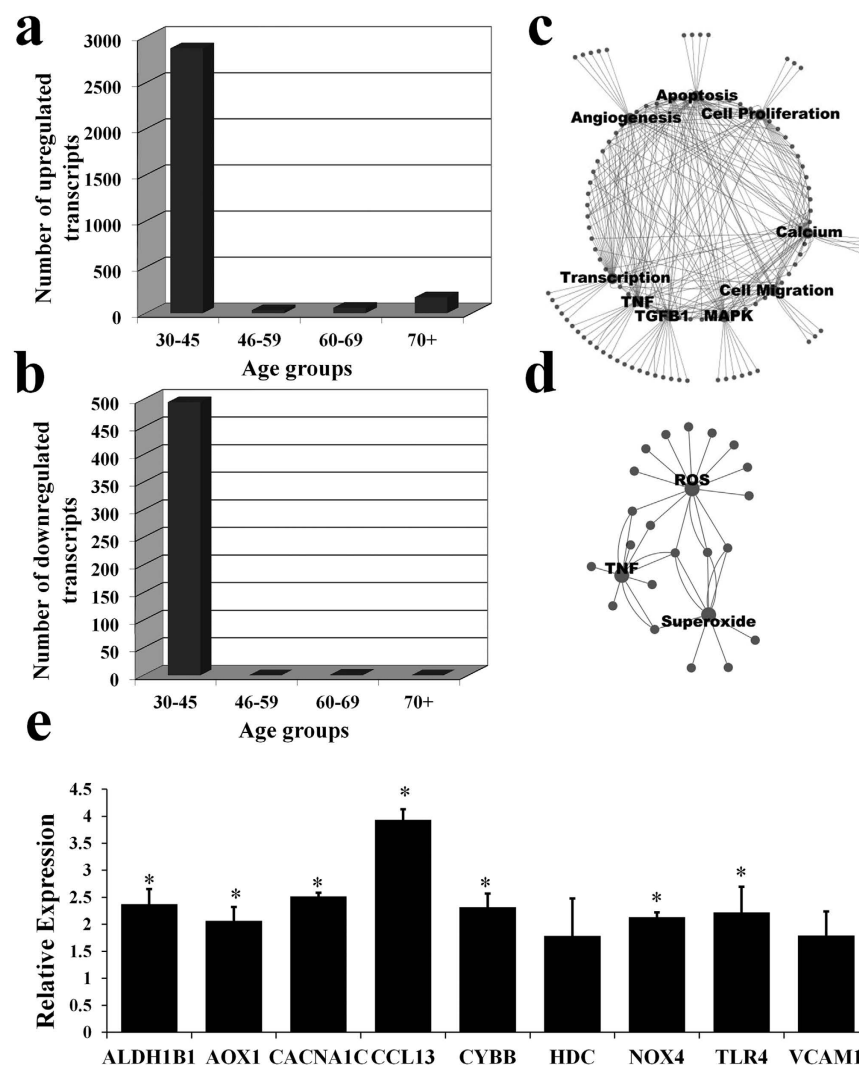 a
3000
2500
2000
1500
1000
500
0
Number of upregulated
transcripts
30-45 46-59 60-69 70+
Age groups
b
500
450
400
350
300
250
200
150
100
50
0
Number of downregulated
transcripts
30-45 46-59 60-69 70+
Age groups
c
Apoptosis
Angiogenesis
Cell Proliferation
Calcium
Transcription
Cell Migration
TNF
TGFB1
MAPK
d
ROS
TNF
Superoxide
e
4.5
4
3.5
3
2.5
2
1.5
1
0.5
0
Relative Expression
* * * * * * *
ALDH1B1 AOX1 CACNA1C CCL13 CYBB HDC NOX4 TLR4 VCAM1